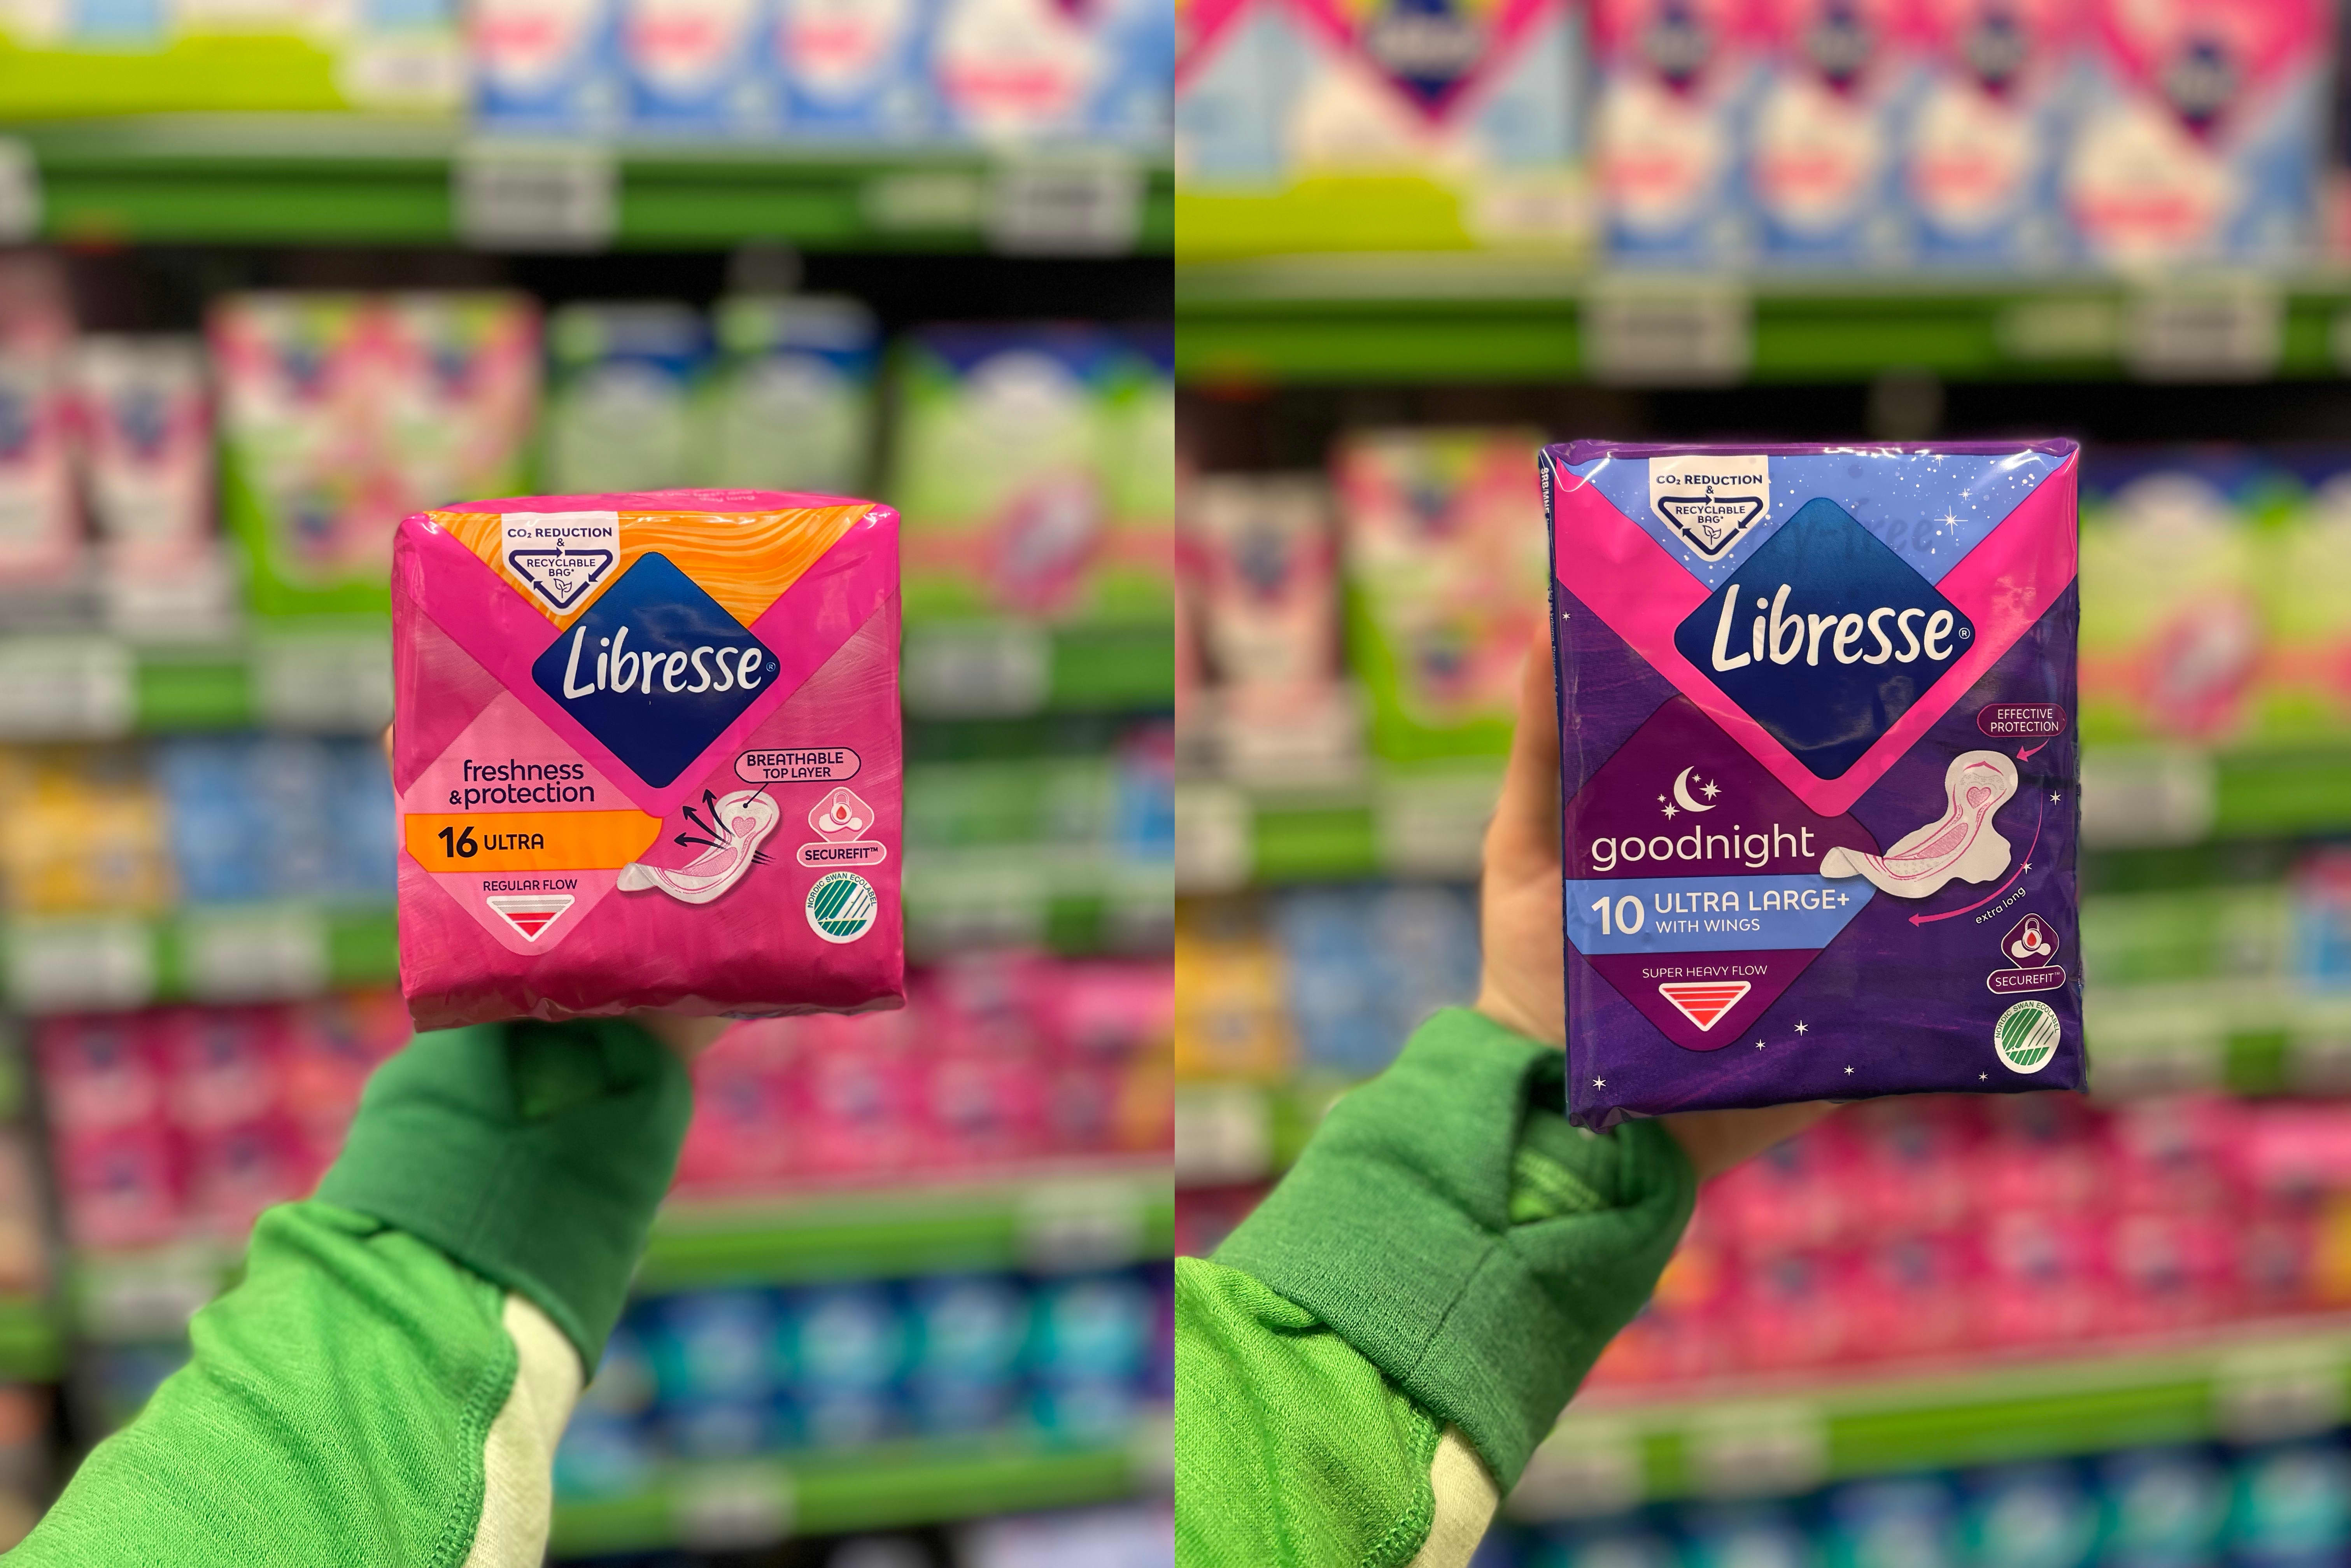 CO₂ REDUCTION
&
RECYCLABLE
BAG*
Libresse®
freshness
&protection
16 ULTRA
REGULAR FLOW
BREATHABLE
TOP LAYER
SECUREFIT™
NORDIC SWAN ECOLABEL
CO₂ REDUCTION
&
RECYCLABLE
BAG*
Libresse®
EFFECTIVE
PROTECTION
goodnight
10 ULTRA LARGE+
WITH WINGS
extra long
SUPER HEAVY FLOW
SECUREFIT™
NORDIC SWAN ECOLABEL